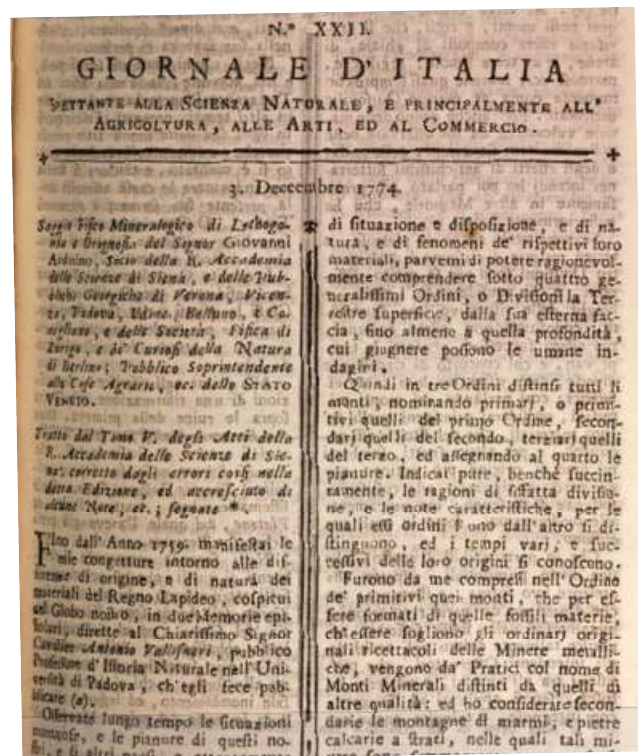 N.º XXII.
GIORNALE D'ITALIA
SPETTANTE ALLA SCIENZA NATURALE, E PRINCIPALMENTE ALL'
AGRICOLTURA, ALLE ARTI, ED AL COMMERCIO.
3. Decembre 1774.
Saggio Fisico Mineralogico di Lythogo-
nia e Orognosia del Signor Giovanni
Arduino, Socio della R. Accademia
delle Scienze di Siena, e delle Pub-
bliche Georgiche di Verona, Vicen-
za, Padova, Udine, Belluno, e Co-
negliano, e della Società Fisica di
Zurigo, e de' Curiosi della Natura
di Berlino; Pubblico Soprintendente
alle Cose Agrarie, ec. dello STATO
VENETO.
Tratto dal Tomo V. degli Atti della
R. Accademia delle Scienze di Sie-
na: corretto dagli errori corsi nella
detta Edizione, ed accresciuto di
alcune Note, ec.; segnate *.
FIno dall'Anno 1759. manifestai le
mie congetture intorno alle dif-
ferenze di origine, e di natura dei
materiali del Regno Lapideo, cospicui
nel Globo nostro, in due Memorie epi-
stolari, dirette al Chiarissimo Signor
Cavalier Antonio Vallisneri, pubblico
Professore d'Istoria Naturale nell'Uni-
versità di Padova, ch'egli fece pub-
blicare (a).
Osservate lungo tempo le situazioni
montuose, e le pianure di questi no-
di situazione e disposizione, e di na-
tura, e di fenomeni de' rispettivi loro
materiali, parvemi di potere ragionevol-
mente comprendere sotto quattro ge-
neralissimi Ordini, o Divisioni la Ter-
restre superficie, dalla sua esterna fac-
cia, fino almeno a quella profondità,
cui giugnere possono le umane in-
dagini.
Quindi in tre Ordini distinsi tutti li
monti, nominando primarj, o primi-
tivi quelli del primo Ordine, secon-
darj quelli del secondo, terziarj quelli
del terzo, ed assegnando al quarto le
pianure. Indicai pure, benchè succin-
tamente, le ragioni di siffatta divisio-
ne, e le note caratteristiche, per le
quali essi ordini l'uno dall'altro si di-
stinguono, ed i tempi varj, e suc-
cessivi delle loro origini si conoscono.
Furono da me compresi nell'Ordine
de' primitivi quei monti, che per es-
sere formati di quelle fossili materie,
ch'essere sogliono gli ordinarj origi-
nali ricettacoli delle Minere metalli-
che, vengono da' Pratici col nome di
Monti Minerali distinti da quelli di
altre qualità: ed ho considerate secon-
darie le montagne di marmi, e pietre
calcarie a strati, nelle quali tali mi-